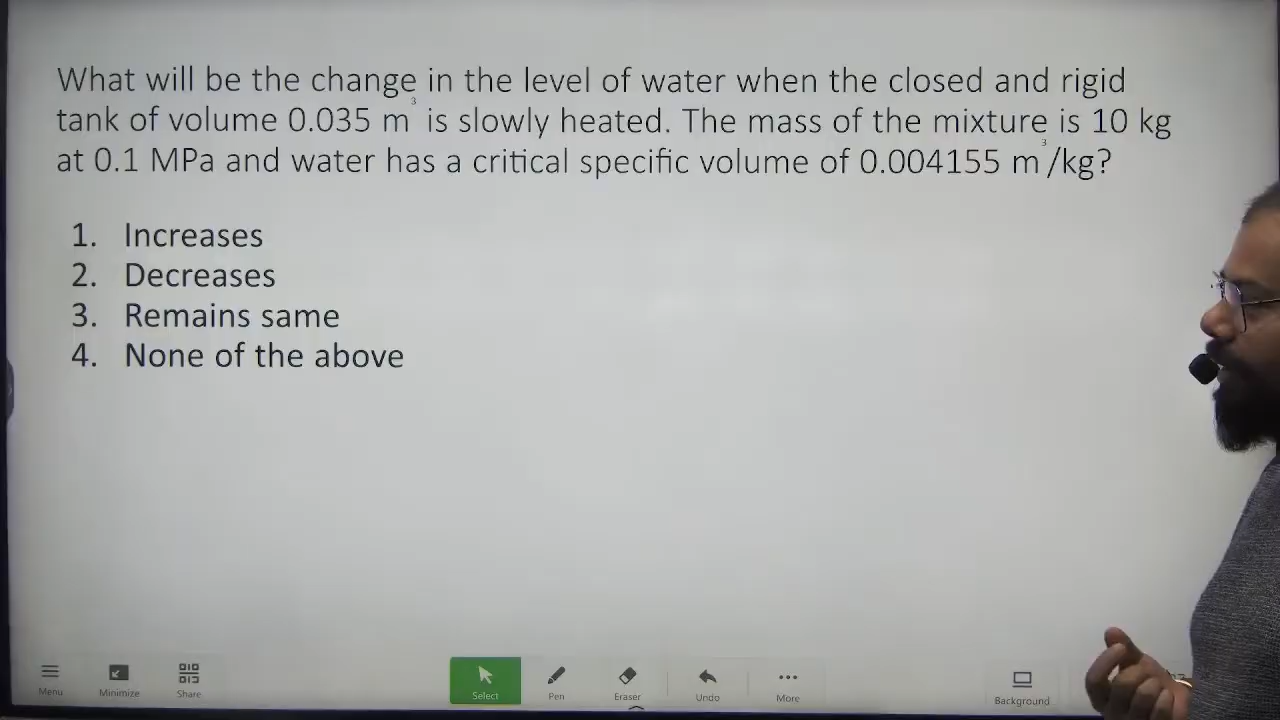 What will be the change in the level of water when the closed and rigid
tank of volume 0.035 m³ is slowly heated. The mass of the mixture is 10 kg
at 0.1 MPa and water has a critical specific volume of 0.004155 m³/kg?
1. Increases
2. Decreases
3. Remains same
4. None of the above
Menu Minimize Share Select Pen Eraser Undo More Background